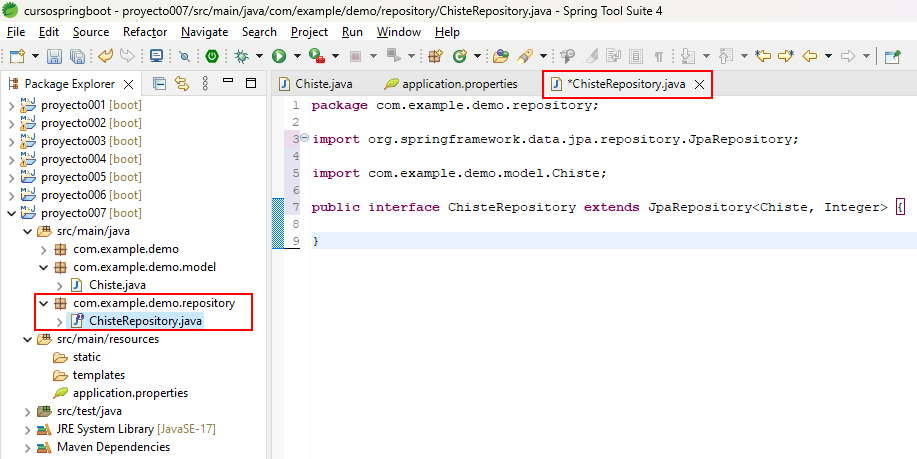 cursospringboot - proyecto007/src/main/java/com/example/demo/repository/ChisteRepository.java - Spring Tool Suite 4
File Edit Source Refactor Navigate Search Project Run Window Help
Package Explorer
proyecto001 [boot]
proyecto002 [boot]
proyecto003 [boot]
proyecto004 [boot]
proyecto005 [boot]
proyecto006 [boot]
proyecto007 [boot]
src/main/java
com.example.demo
com.example.demo.model
Chiste.java
com.example.demo.repository
ChisteRepository.java
src/main/resources
static
templates
application.properties
src/test/java
JRE System Library [JavaSE-17]
Maven Dependencies
Chiste.java application.properties *ChisteRepository.java
1 package com.example.demo.repository;
2
3 import org.springframework.data.jpa.repository.JpaRepository;
4
5 import com.example.demo.model.Chiste;
6
7 public interface ChisteRepository extends JpaRepository<Chiste, Integer> {
8
9 }